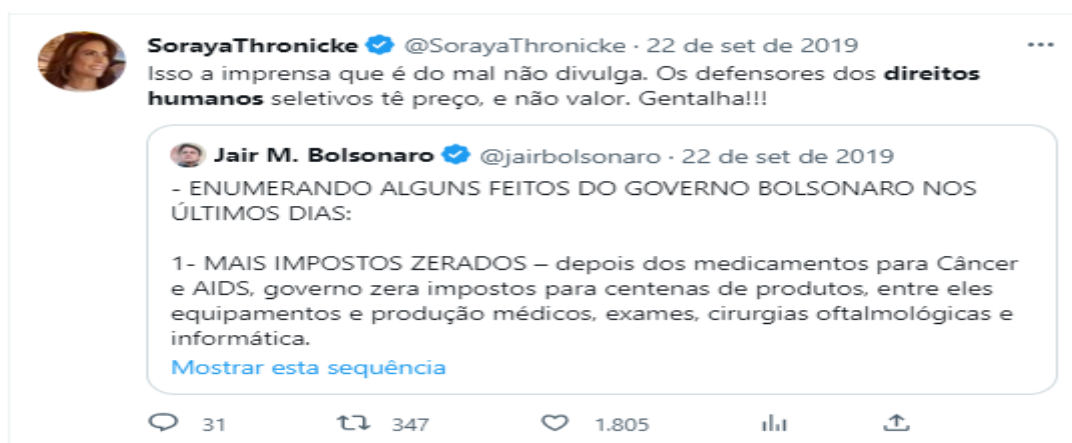 SorayaThronicke @SorayaThronicke · 22 de set de 2019
Isso a imprensa que é do mal não divulga. Os defensores dos direitos
humanos seletivos tê preço, e não valor. Gentalha!!!
Jair M. Bolsonaro @jairbolsonaro · 22 de set de 2019
- ENUMERANDO ALGUNS FEITOS DO GOVERNO BOLSONARO NOS
ÚLTIMOS DIAS:
1- MAIS IMPOSTOS ZERADOS – depois dos medicamentos para Câncer
e AIDS, governo zera impostos para centenas de produtos, entre eles
equipamentos e produção médicos, exames, cirurgias oftalmológicas e
informática.
Mostrar esta sequência
31 347 1.805